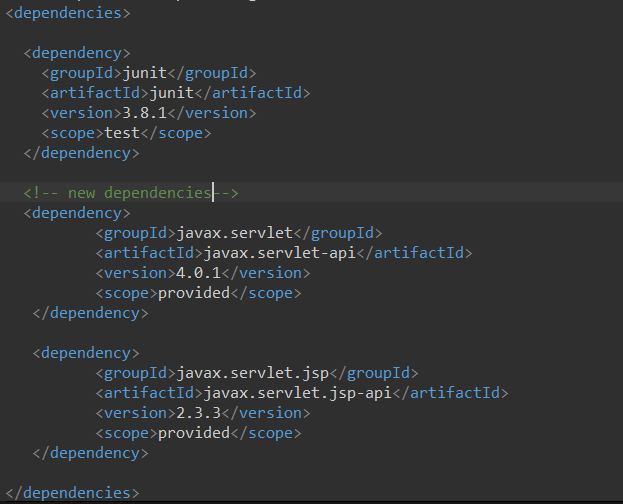 <dependencies>
<dependency>
<groupId>junit</groupId>
<artifactId>junit</artifactId>
<version>3.8.1</version>
<scope>test</scope>
</dependency>
<!-- new dependencies-->
<dependency>
<groupId>javax.servlet</groupId>
<artifactId>javax.servlet-api</artifactId>
<version>4.0.1</version>
<scope>provided</scope>
</dependency>
<dependency>
<groupId>javax.servlet.jsp</groupId>
<artifactId>javax.servlet.jsp-api</artifactId>
<version>2.3.3</version>
<scope>provided</scope>
</dependency>
</dependencies>